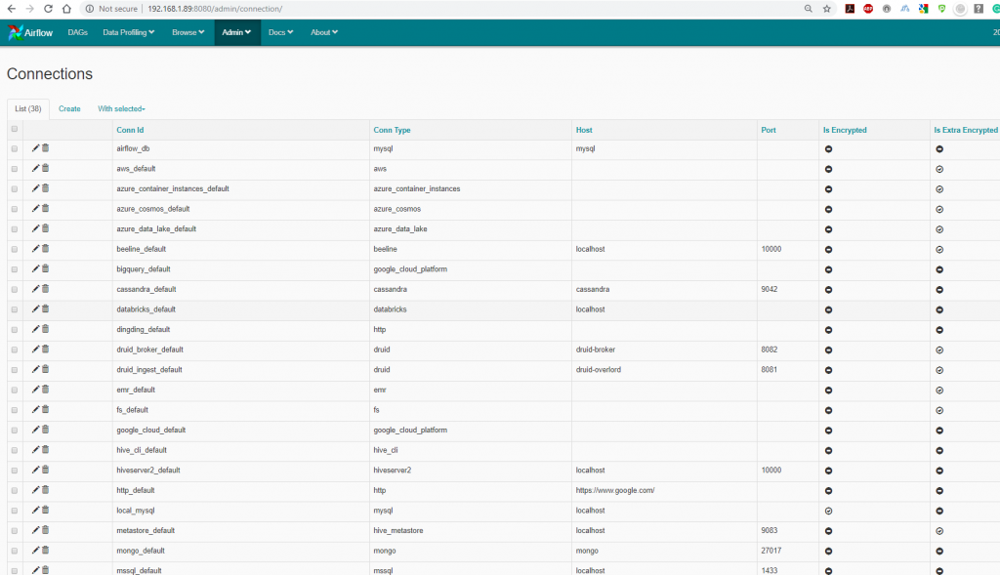 Not secure 192.168.1.89:8080/admin/connection/
Airflow DAGs Data Profiling Browse Admin Docs About 20
Connections
List (38) Create With selected
Conn Id Conn Type Host Port Is Encrypted Is Extra Encrypted
airflow_db mysql mysql
aws_default aws
azure_container_instances_default azure_container_instances
azure_cosmos_default azure_cosmos
azure_data_lake_default azure_data_lake
beeline_default beeline localhost 10000
bigquery_default google_cloud_platform
cassandra_default cassandra cassandra 9042
databricks_default databricks localhost
dingding_default http
druid_broker_default druid druid-broker 8082
druid_ingest_default druid druid-overlord 8081
emr_default emr
fs_default fs
google_cloud_default google_cloud_platform
hive_cli_default hive_cli
hiveserver2_default hiveserver2 localhost 10000
http_default http https://www.google.com/
local_mysql mysql localhost
metastore_default hive_metastore localhost 9083
mongo_default mongo mongo 27017
mssql_default mssql localhost 1433